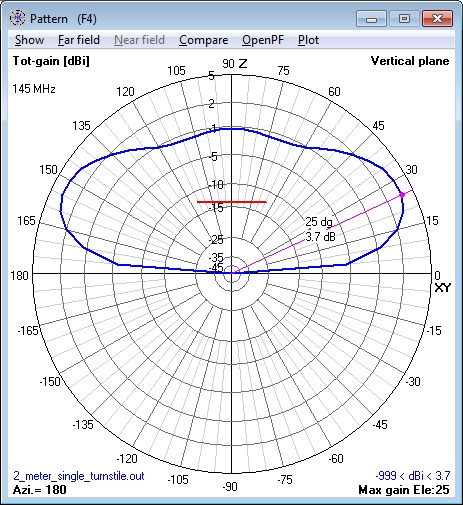 Pattern (F4)
Show Far field Near field Compare OpenPF Plot
Tot-gain [dBi] 90 Z Vertical plane
145 MHz
105 5 75
120 2 60
135 -1 45
150 -5 30
-10
165 -15 15
25 dg
3.7 dB
-25
-35
-45
180 0
XY
-165 -15
-150 -30
-135 -45
-120 -60
-105 -75
2_meter_single_turnstile.out -90 -999 < dBi < 3.7
Azi.= 180 Max gain Ele:25